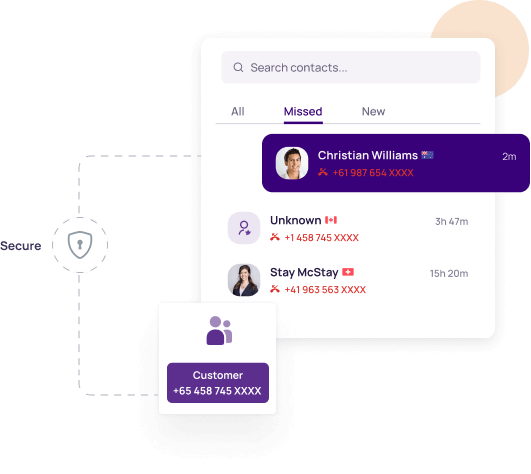 Search contacts...
All Missed New
Christian Williams 2m
+61 987 654 XXXX
Unknown 3h 47m
+1 458 745 XXXX
Secure
Stay McStay 15h 20m
+41 963 563 XXXX
Customer
+65 458 745 XXXX